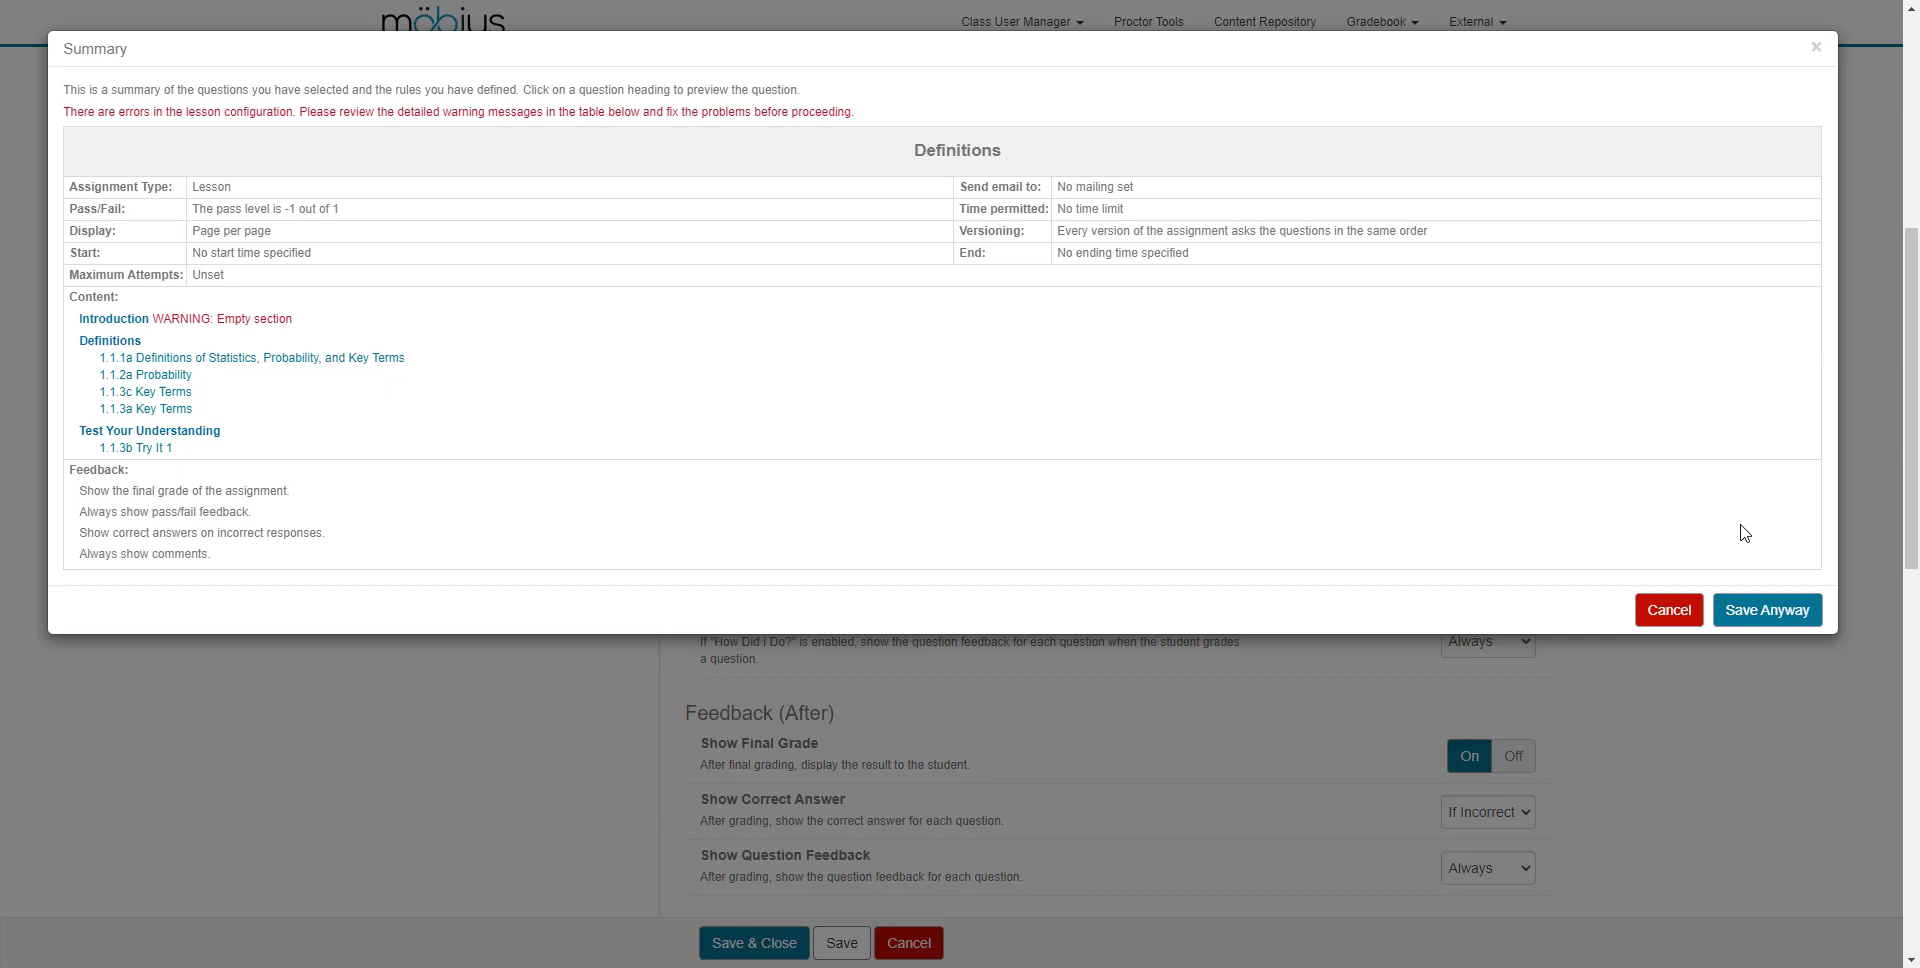 möbius
Class User Manager
Proctor Tools
Content Repository
Gradebook
External
Summary
×
This is a summary of the questions you have selected and the rules you have defined. Click on a question heading to preview the question.
There are errors in the lesson configuration. Please review the detailed warning messages in the table below and fix the problems before proceeding.
Definitions
Assignment Type: Lesson Send email to: No mailing set
Pass/Fail: The pass level is -1 out of 1 Time permitted: No time limit
Display: Page per page Versioning: Every version of the assignment asks the questions in the same order
Start: No start time specified End: No ending time specified
Maximum Attempts: Unset
Content:
Introduction WARNING: Empty section
Definitions
1.1.1a Definitions of Statistics, Probability, and Key Terms
1.1.2a Probability
1.1.3c Key Terms
1.1.3a Key Terms
Test Your Understanding
1.1.3b Try It 1
Feedback:
Show the final grade of the assignment.
Always show pass/fail feedback.
Show correct answers on incorrect responses.
Always show comments.
Cancel Save Anyway
If "How Did I Do?" is enabled, show the question feedback for each question when the student grades
a question.
Always
Feedback (After)
Show Final Grade
After final grading, display the result to the student.
On Off
Show Correct Answer
After grading, show the correct answer for each question.
If Incorrect
Show Question Feedback
After grading, show the question feedback for each question.
Always
Save & Close Save Cancel